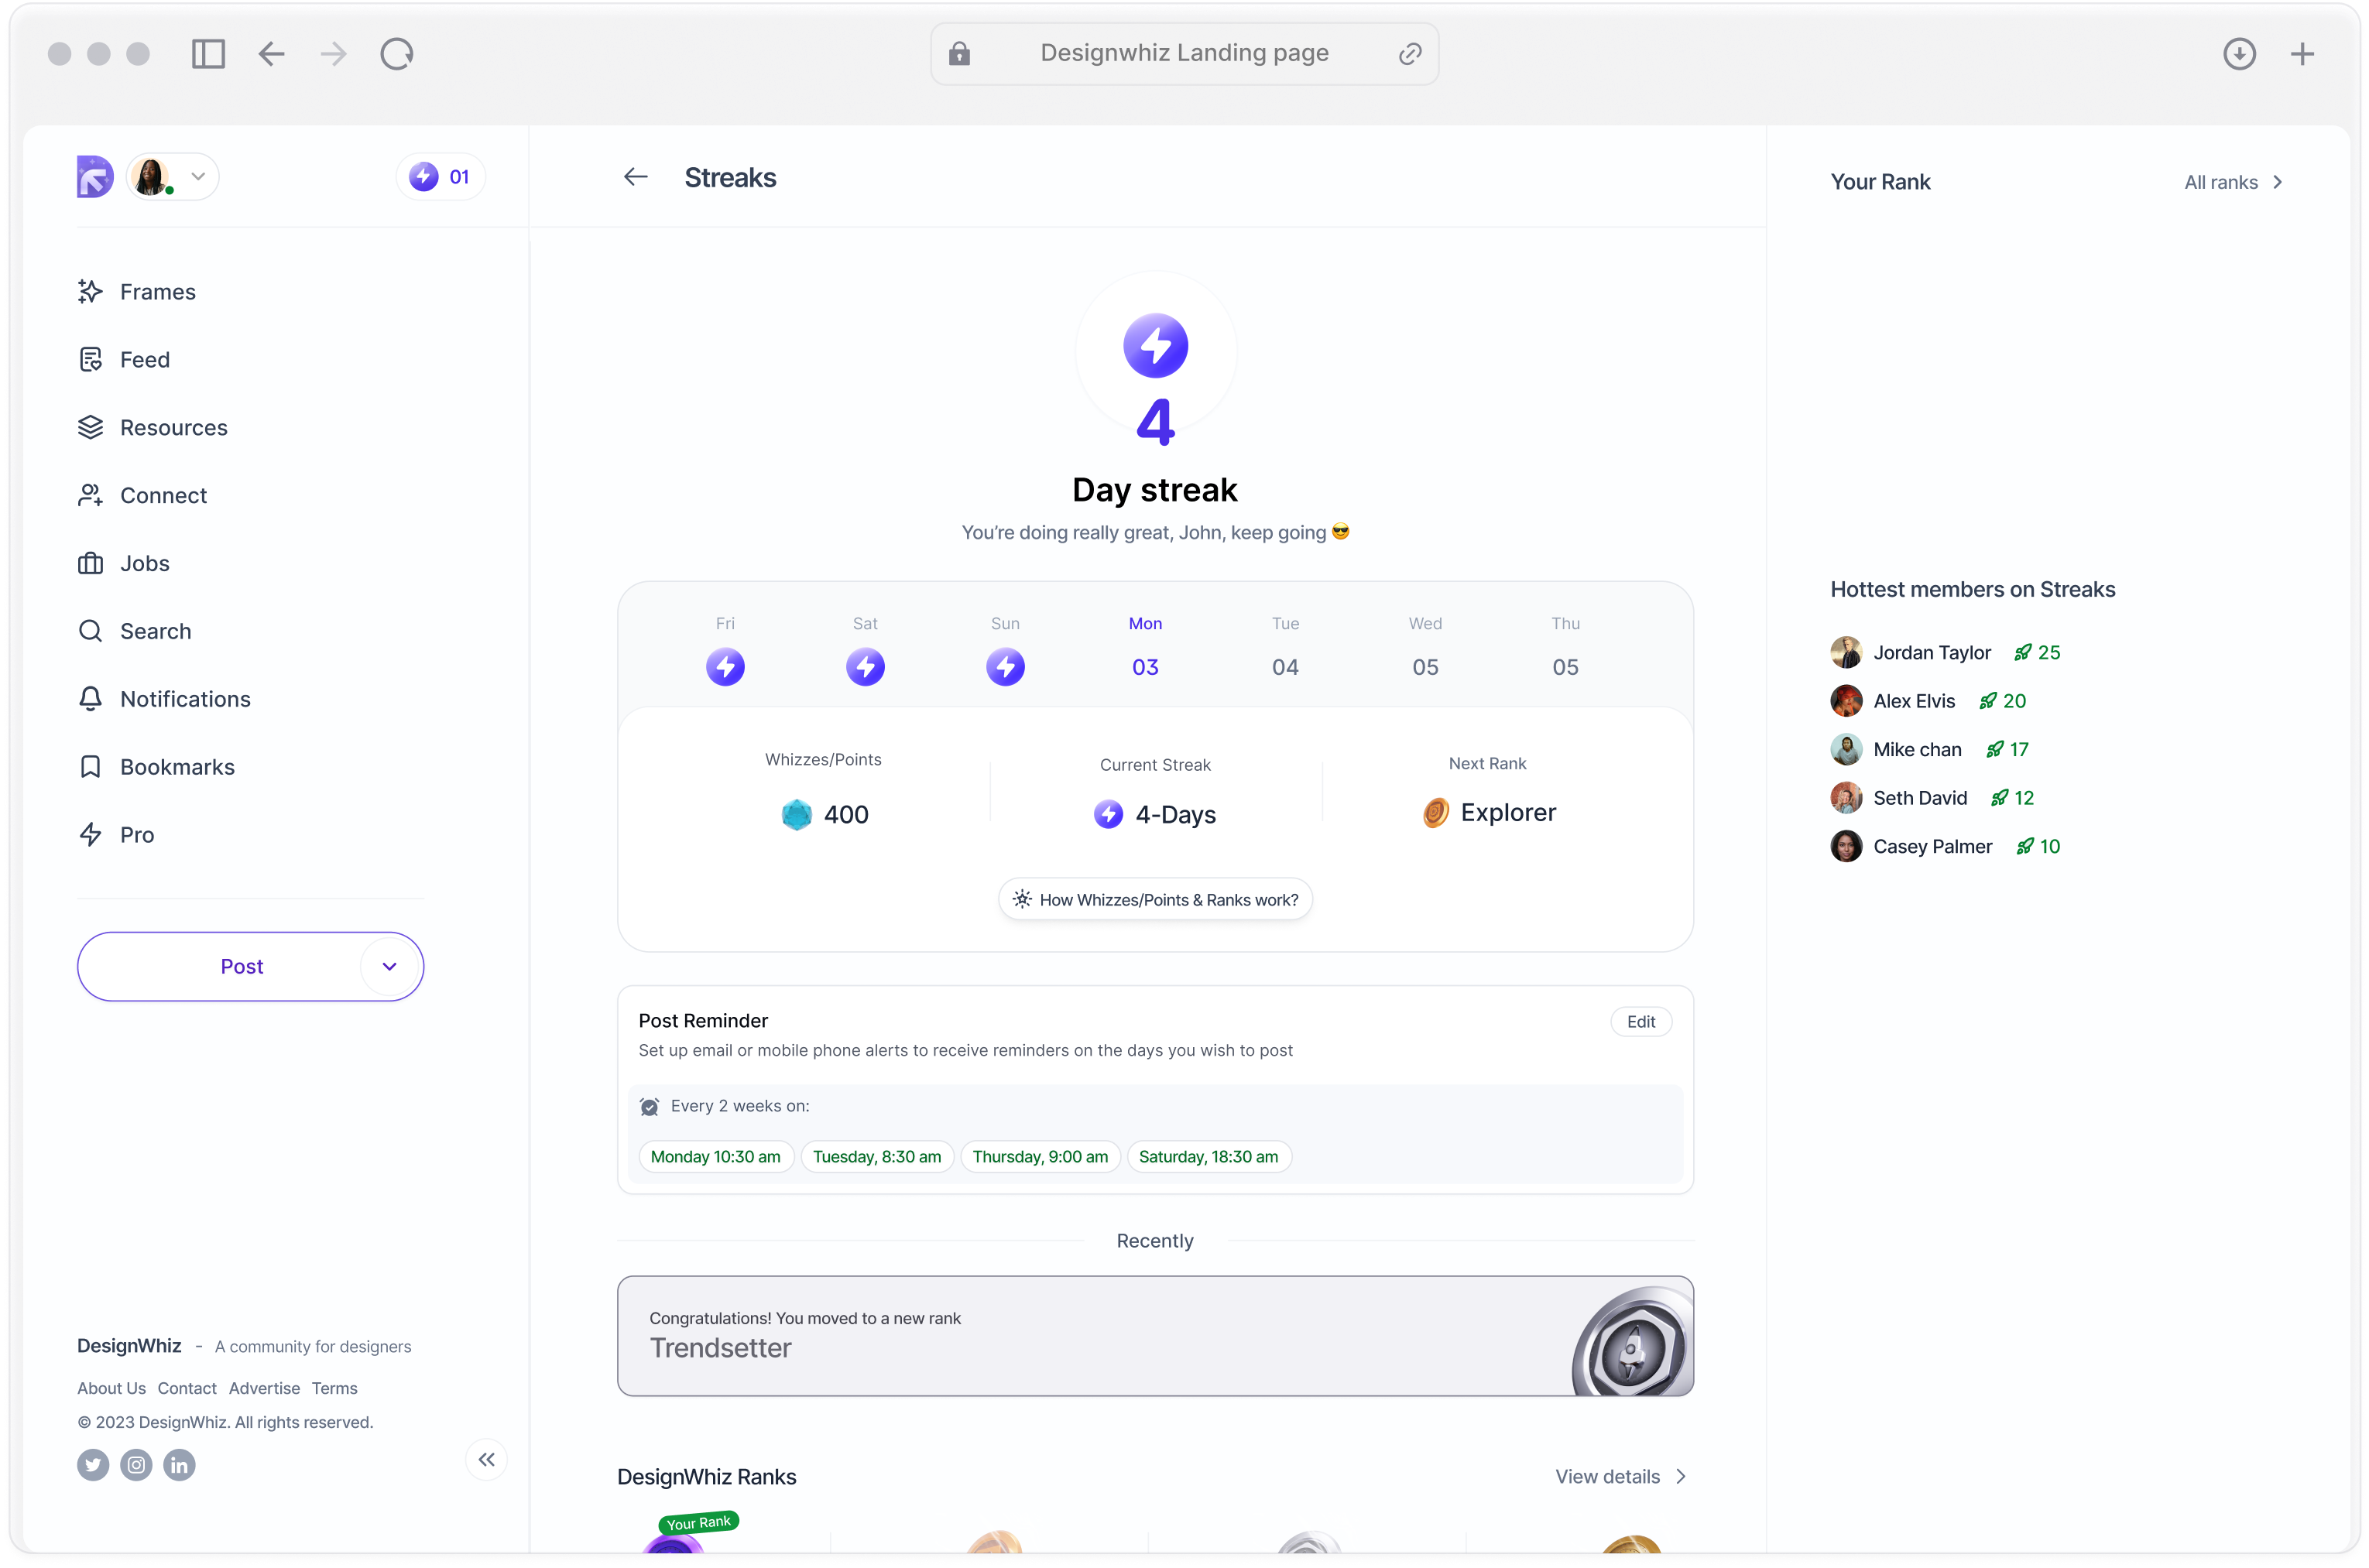 Designwhiz Landing page
01
Frames
Feed
Resources
Connect
Jobs
Search
Notifications
Bookmarks
Pro
Post
DesignWhiz - A community for designers
About Us Contact Advertise Terms
© 2023 DesignWhiz. All rights reserved.
Streaks
4
Day streak
You’re doing really great, John, keep going 😎
Fri Sat Sun Mon Tue Wed Thu
03 04 05 05
Whizzes/Points
400
Current Streak
4-Days
Next Rank
Explorer
How Whizzes/Points & Ranks work?
Post Reminder
Edit
Set up email or mobile phone alerts to receive reminders on the days you wish to post
Every 2 weeks on:
Monday 10:30 am Tuesday, 8:30 am Thursday, 9:00 am Saturday, 18:30 am
Recently
Congratulations! You moved to a new rank
Trendsetter
DesignWhiz Ranks
View details
Your Rank
Your Rank
All ranks
Hottest members on Streaks
Jordan Taylor 25
Alex Elvis 20
Mike chan 17
Seth David 12
Casey Palmer 10